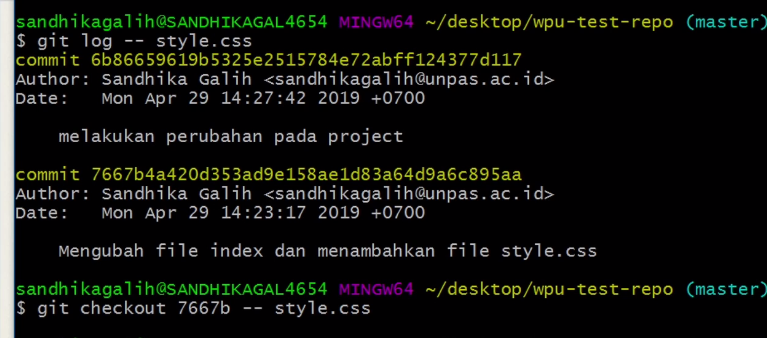 sandhikagalih@SANDHIKAGAL4654 MINGW64 ~/desktop/wpu-test-repo (master)
$ git log -- style.css
commit 6b86659619b5325e2515784e72abff124377d117
Author: Sandhika Galih <sandhikagalih@unpas.ac.id>
Date:   Mon Apr 29 14:27:42 2019 +0700
    melakukan perubahan pada project
commit 7667b4a420d353ad9e158ae1d83a64d9a6c895aa
Author: Sandhika Galih <sandhikagalih@unpas.ac.id>
Date:   Mon Apr 29 14:23:17 2019 +0700
    Mengubah file index dan menambahkan file style.css
sandhikagalih@SANDHIKAGAL4654 MINGW64 ~/desktop/wpu-test-repo (master)
$ git checkout 7667b -- style.css